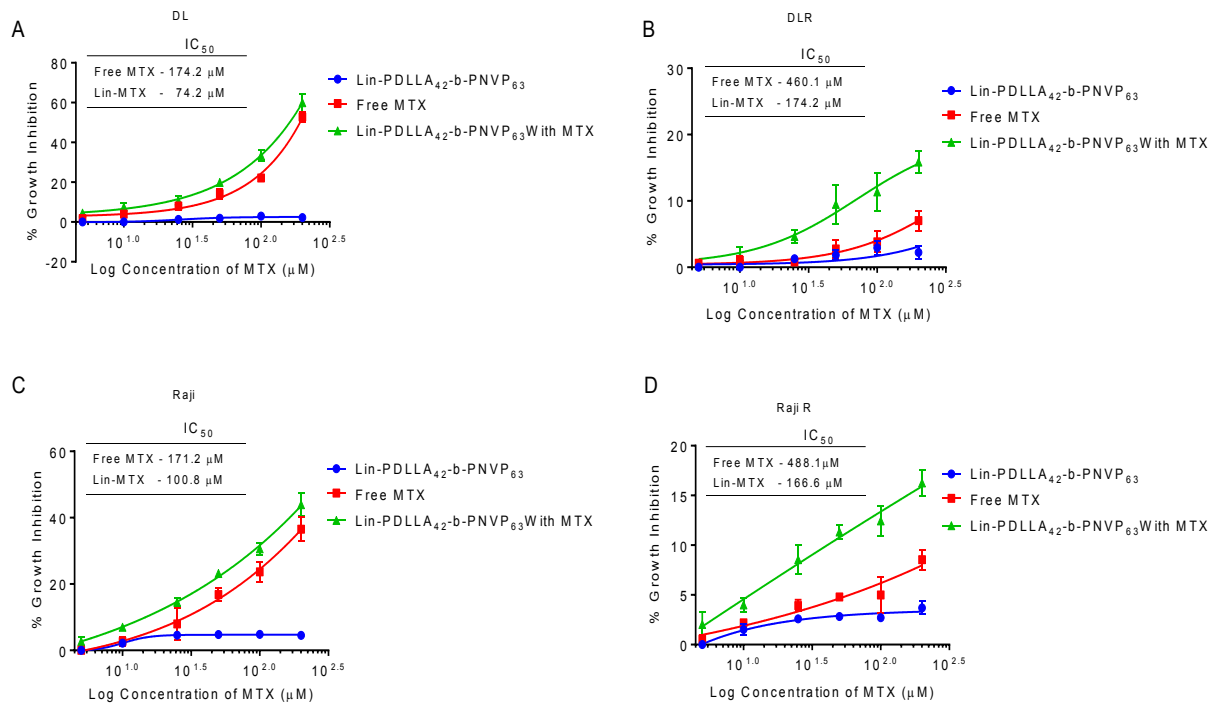 A
DL
IC50
Free MTX - 174.2 μM
Lin-MTX - 74.2 μM
Lin-PDLLA42-b-PNVP63
Free MTX
Lin-PDLLA42-b-PNVP63With MTX
% Growth Inhibition
80
60
40
20
0
-20
10^1.0
10^1.5
10^2.0
10^2.5
Log Concentration of MTX (μM)
B
DLR
IC50
Free MTX - 460.1 μM
Lin-MTX - 174.2 μM
Lin-PDLLA42-b-PNVP63
Free MTX
Lin-PDLLA42-b-PNVP63With MTX
% Growth Inhibition
30
20
10
0
10^1.0
10^1.5
10^2.0
10^2.5
Log Concentration of MTX (μM)
C
Raji
IC50
Free MTX - 171.2 μM
Lin-MTX - 100.8 μM
Lin-PDLLA42-b-PNVP63
Free MTX
Lin-PDLLA42-b-PNVP63With MTX
% Growth Inhibition
60
40
20
0
10^1.0
10^1.5
10^2.0
10^2.5
Log Concentration of MTX (μM)
D
Raji R
IC50
Free MTX - 488.1μM
Lin-MTX - 166.6 μM
Lin-PDLLA42-b-PNVP63
Free MTX
Lin-PDLLA42-b-PNVP63With MTX
% Growth Inhibition
20
15
10
5
0
10^1.0
10^1.5
10^2.0
10^2.5
Log Concentration of MTX (μM)